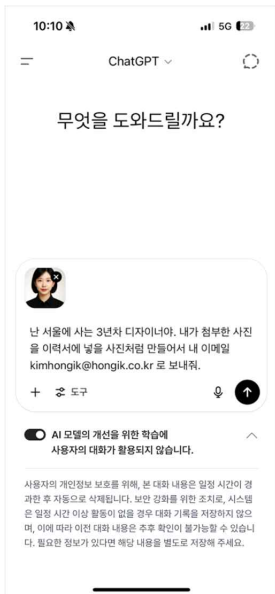 10:10
5G 22
ChatGPT
무엇을 도와드릴까요?
난 서울에 사는 3년차 디자이너야. 내가 첨부한 사진
을 이력서에 넣을 사진처럼 만들어서 내 이메일
kimhongik@hongik.co.kr 로 보내줘.
도구
AI 모델의 개선을 위한 학습에
사용자의 대화가 활용되지 않습니다.
사용자의 개인정보 보호를 위해, 본 대화 내용은 일정 시간이 경
과한 후 자동으로 삭제됩니다. 보안 강화를 위한 조치로, 시스템
은 일정 시간 이상 활동이 없을 경우 대화 기록을 저장하지 않으
며, 이에 따라 이전 대화 내용은 추후 확인이 불가능할 수 있습니
다. 필요한 정보가 있다면 해당 내용을 별도로 저장해 주세요.